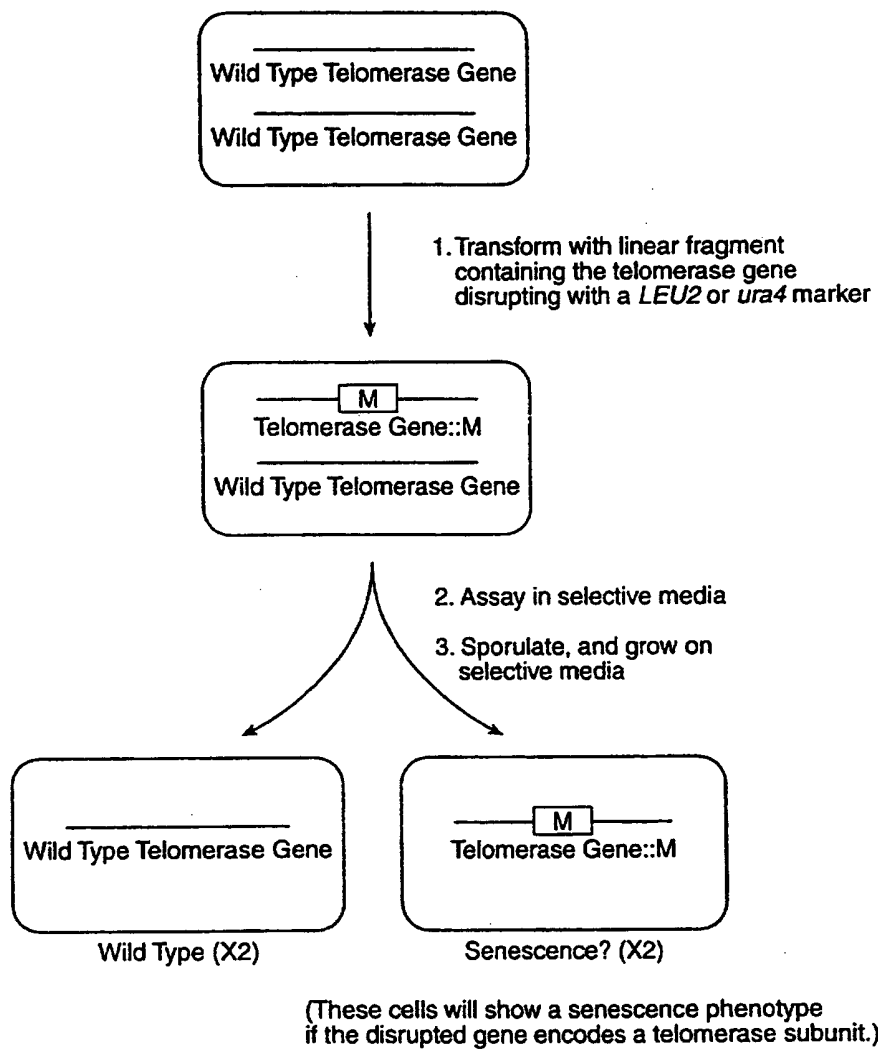 Wild Type Telomerase Gene
Wild Type Telomerase Gene
1. Transform with linear fragment
containing the telomerase gene
disrupting with a LEU2 or ura4 marker
M
Telomerase Gene::M
Wild Type Telomerase Gene
2. Assay in selective media
3. Sporulate, and grow on
selective media
Wild Type Telomerase Gene
Wild Type (X2)
M
Telomerase Gene::M
Senescence? (X2)
(These cells will show a senescence phenotype
if the disrupted gene encodes a telomerase subunit.)